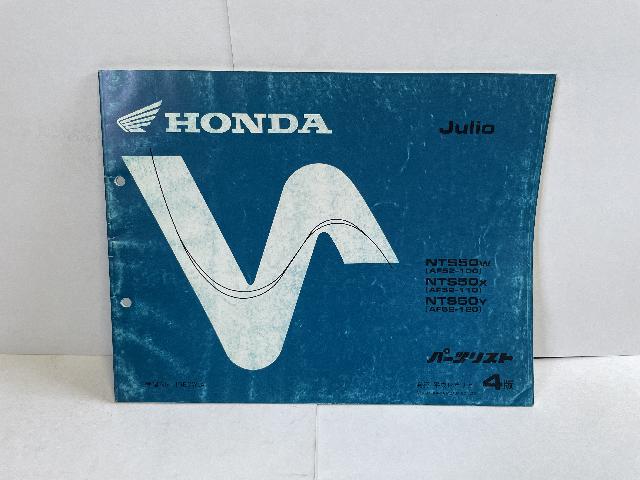 HONDA
Julio
NTS50W
(AF52-100)
NTS50X
(AF52-110)
NTS50Y
(AF52-120)
パーツリスト
4版